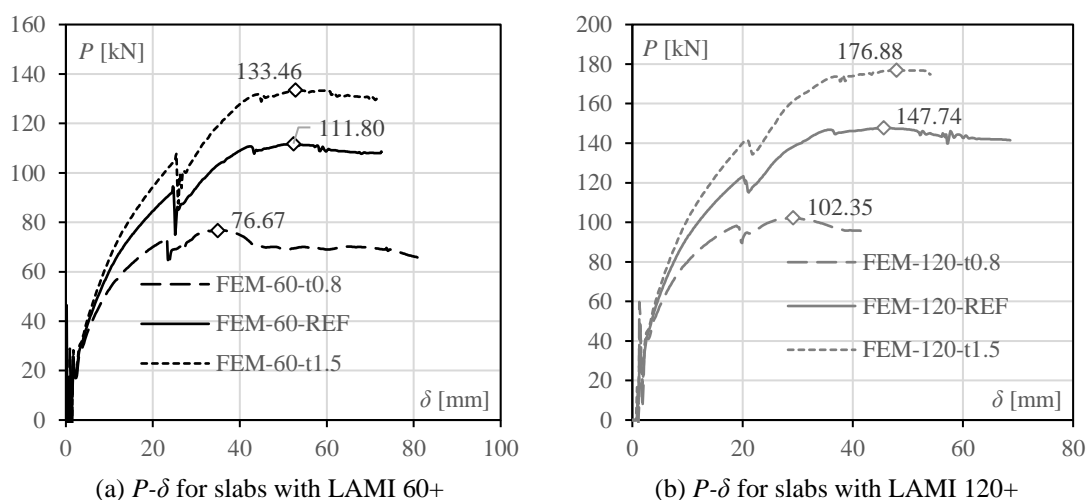 160
140
120
100
80
60
40
20
0
P [kN]
133.46
111.80
76.67
FEM-60-t0.8
FEM-60-REF
FEM-60-t1.5
δ [mm]
0 20 40 60 80 100
(a) P-δ for slabs with LAMI 60+
200
180
160
140
120
100
80
60
40
20
0
P [kN]
176.88
147.74
102.35
FEM-120-t0.8
FEM-120-REF
FEM-120-t1.5
δ [mm]
0 20 40 60 80
(b) P-δ for slabs with LAMI 120+